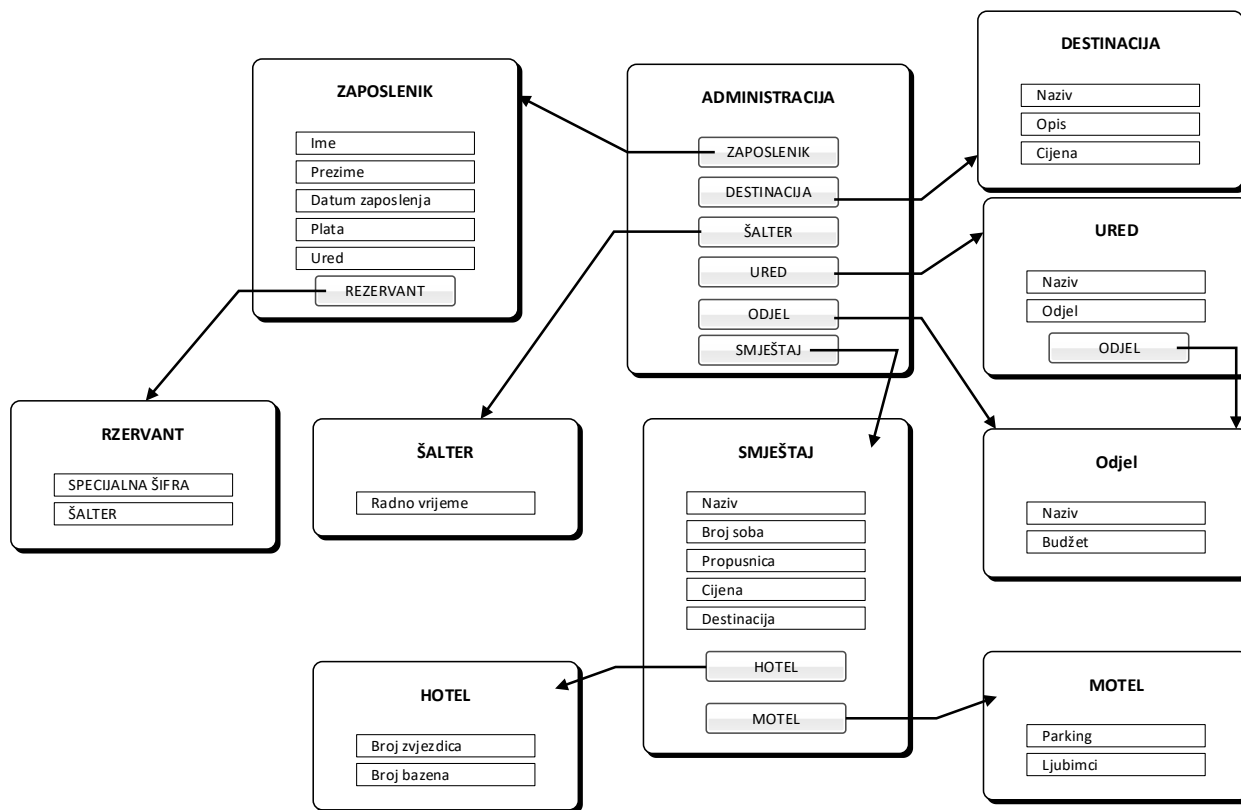 ZAPOSLENIK
Ime
Prezime
Datum zaposlenja
Plata
Ured
REZERVANT
ADMINISTRACIJA
ZAPOSLENIK
DESTINACIJA
ŠALTER
URED
ODJEL
SMJEŠTAJ
DESTINACIJA
Naziv
Opis
Cijena
URED
Naziv
Odjel
ODJEL
RZERVANT
SPECIJALNA ŠIFRA
ŠALTER
ŠALTER
Radno vrijeme
SMJEŠTAJ
Naziv
Broj soba
Propusnica
Cijena
Destinacija
HOTEL
MOTEL
Odjel
Naziv
Budžet
HOTEL
Broj zvjezdica
Broj bazena
MOTEL
Parking
Ljubimci